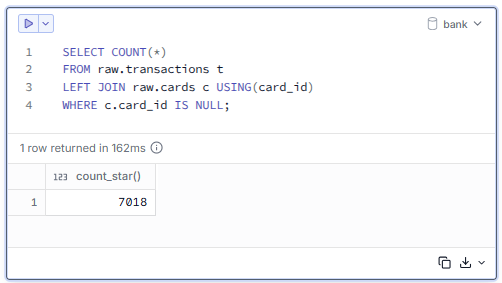 bank
1 SELECT COUNT(*)
2 FROM raw.transactions t
3 LEFT JOIN raw.cards c USING(card_id)
4 WHERE c.card_id IS NULL;
1 row returned in 162ms
123 count_star()
1 7018